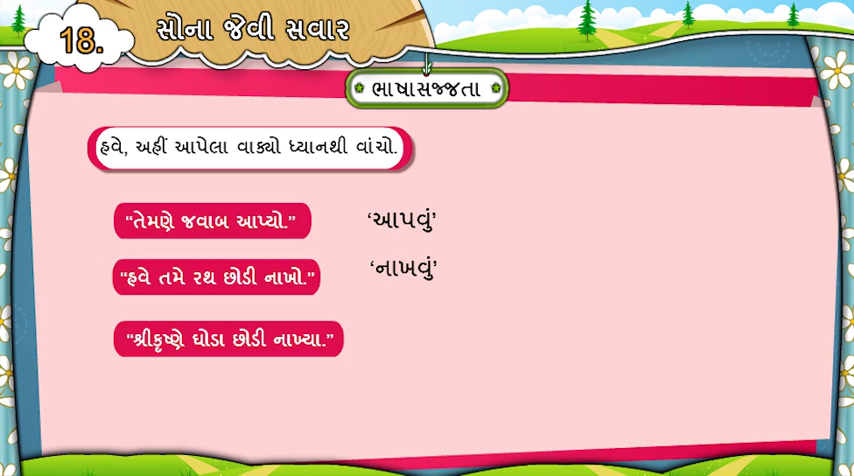 18.
સોના જેવી સવાર
ભાષાસજ્જતા
હવે, અહીં આપેલા વાક્યો ધ્યાનથી વાંચો.
“તેમણે જવાબ આપ્યો.” ‘આપવું’
“હવે તમે રથ છોડી નાખો.” ‘નાખવું’
“શ્રીકૃષ્ણે ઘોડા છોડી નાખ્યા.”